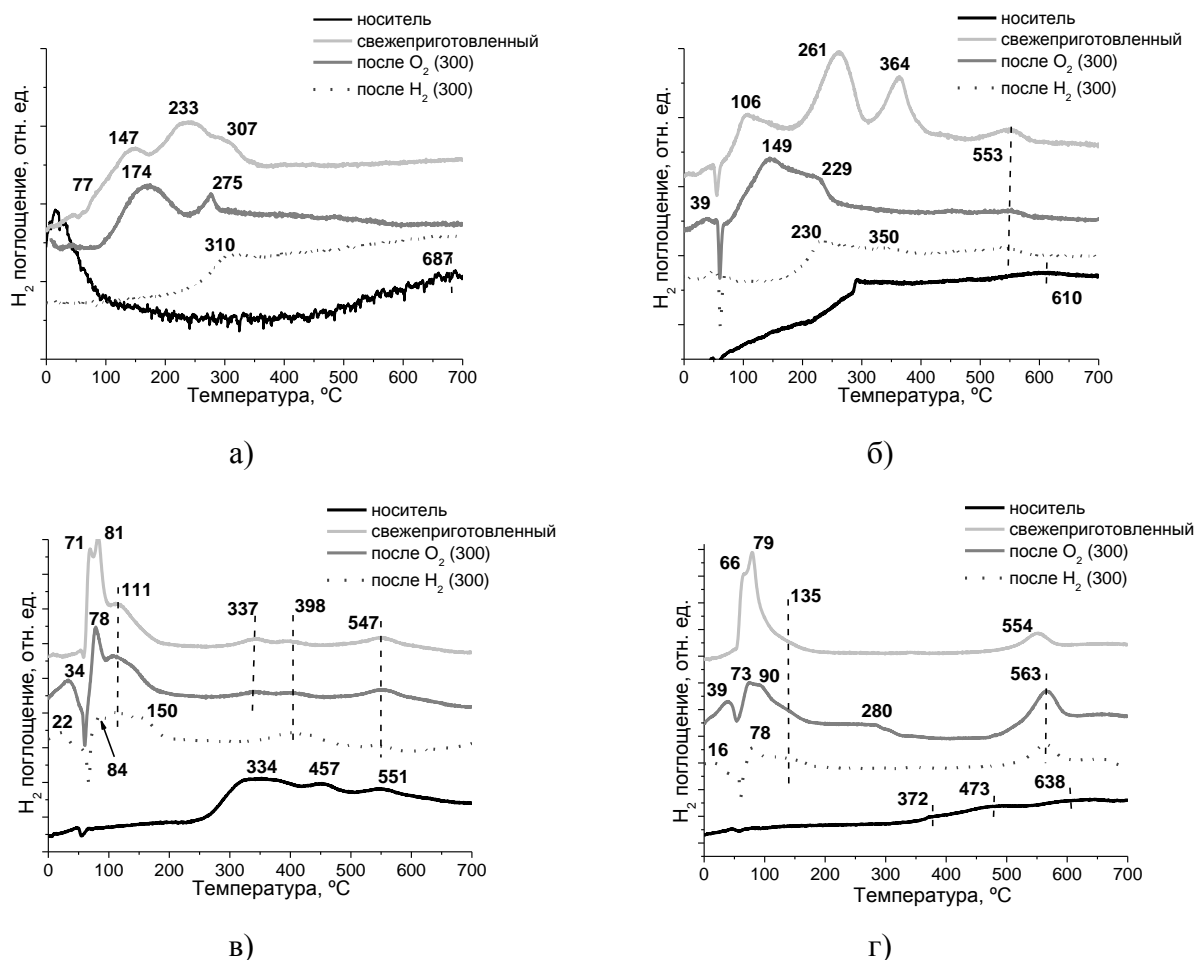 носитель
свежеприготовленный
после O2 (300)
после H2 (300)
H2 поглощение, отн. ед.
77
147
233
307
174
275
310
687
0 100 200 300 400 500 600 700
Температура, ºC
а)
носитель
свежеприготовленный
после O2 (300)
после H2 (300)
H2 поглощение, отн. ед.
261
364
106
149
229
553
39
230
350
610
0 100 200 300 400 500 600 700
Температура, ºC
б)
носитель
свежеприготовленный
после O2 (300)
после H2 (300)
H2 поглощение, отн. ед.
71
81
111
78
337
398
547
34
22
150
84
334
457
551
0 100 200 300 400 500 600 700
Температура, ºC
в)
носитель
свежеприготовленный
после O2 (300)
после H2 (300)
H2 поглощение, отн. ед.
79
66
135
554
39
73
90
563
280
16
78
372
473
638
0 100 200 300 400 500 600 700
Температура, ºC
г)